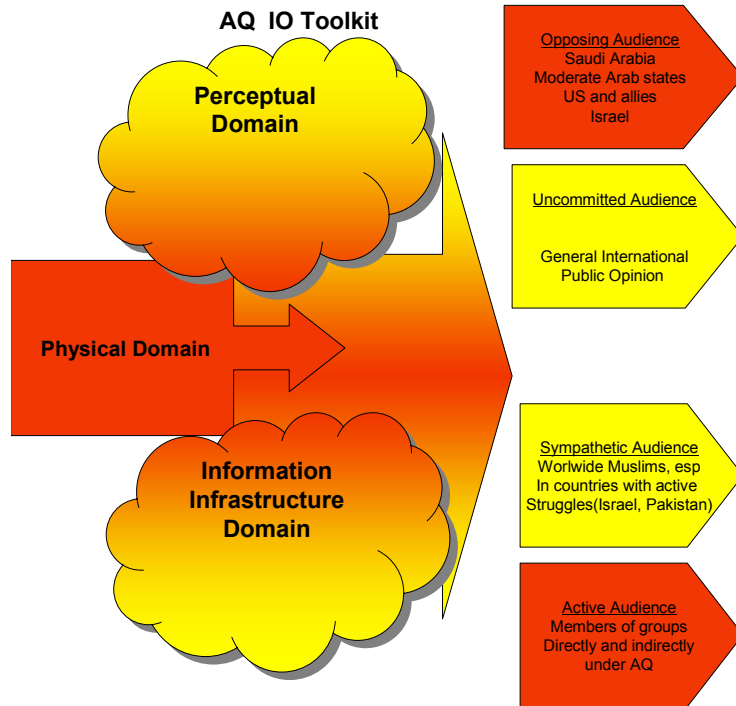 AQ IO Toolkit
Perceptual
Domain
Physical Domain
Information
Infrastructure
Domain
Opposing Audience
Saudi Arabia
Moderate Arab states
US and allies
Israel
Uncommitted Audience
General International
Public Opinion
Sympathetic Audience
Worlwide Muslims, esp
In countries with active
Struggles(Israel, Pakistan)
Active Audience
Members of groups
Directly and indirectly
under AQ